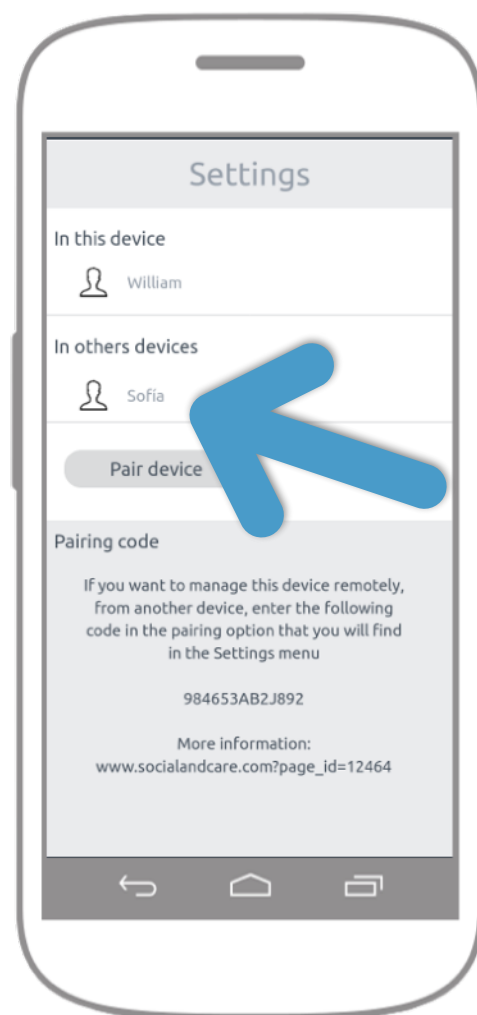 Settings
In this device
William
In others devices
Sofía
Pair device
Pairing code
If you want to manage this device remotely,
from another device, enter the following
code in the pairing option that you will find
in the Settings menu
984653AB2J892
More information:
www.socialandcare.com?page_id=12464